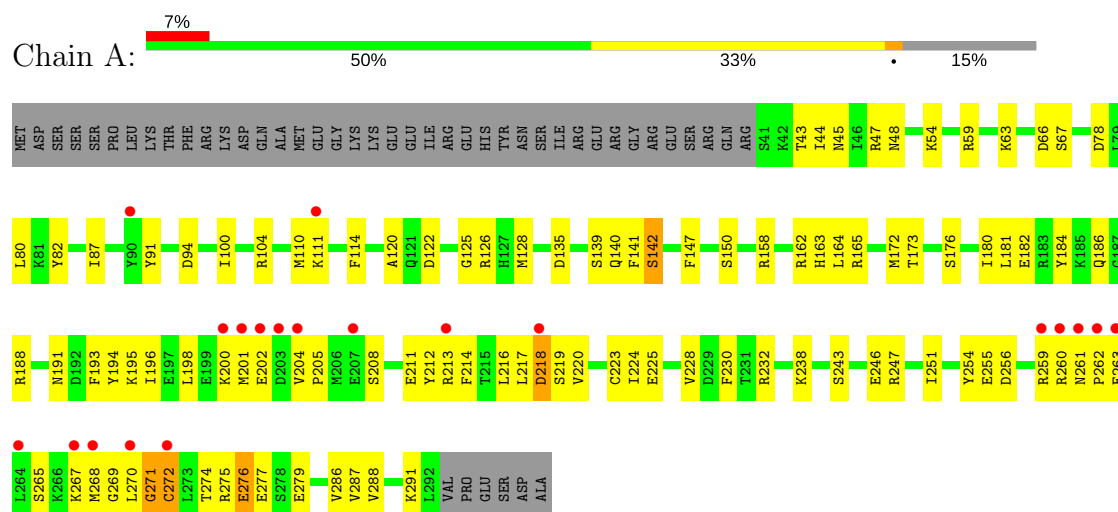 7%
Chain A:
50% 33% • 15%
MET ASP SER SER SER PRO LEU LYS THR PHE ARG LYS ASP GLN ALA MET GLU GLY LYS LYS GLU GLU ILE ARG GLU HIS TYR ASN SER ILE ARG GLU ARG GLY ARG GLU SER ARG GLN ARG S41 K42 T43 I44 N45 I46 R47 N48 K54 R59 K63 D66 S67 D78 L79
L80 K81 Y82 I87 Y90 Y91 D94 I100 R104 M110 K111 F114 A120 Q121 D122 G125 R126 H127 M128 D135 S139 Q140 F141 S142 F147 S150 R158 R162 H163 L164 R165 M172 T173 S176 I180 L181 E182 R183 Y184 K185 Q186 G187
R188 N191 D192 F193 Y194 K195 I196 E197 L198 E199 K200 M201 E202 D203 V204 P205 M206 E207 S208 E211 Y212 R213 F214 T215 L216 L217 D218 S219 V220 C223 I224 E225 V228 D229 F230 T231 R232 K238 S243 E246 R247 I251 Y254 E255 D256 R259 R260 N261 P262
L264 S265 K266 K267 M268 G269 L270 G271 C272 L273 T274 R275 E276 E277 S278 E279 V286 V287 V288 K291 L292 VAL PRO GLU SER ASP ALA